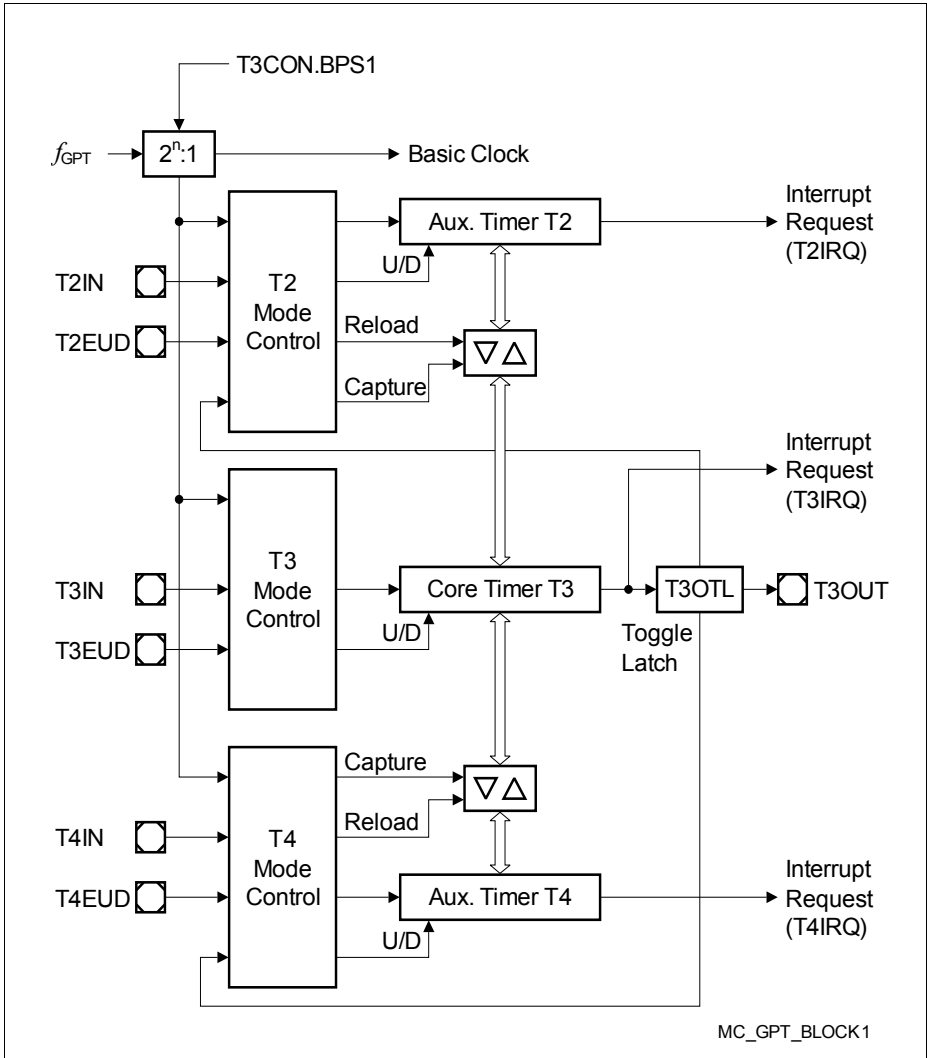 T3CON.BPS1
fGPT
2ⁿ:1
Basic Clock
Interrupt
Request
(T2IRQ)
Aux. Timer T2
U/D
T2IN
T2
Mode
Control
T2EUD
Reload
Capture
Interrupt
Request
(T3IRQ)
T3
Mode
Control
T3IN
Core Timer T3
T3OTL
T3OUT
U/D
T3EUD
Toggle
Latch
Capture
Reload
T4IN
T4
Mode
Control
T4EUD
Aux. Timer T4
U/D
Interrupt
Request
(T4IRQ)
MC_GPT_BLOCK1